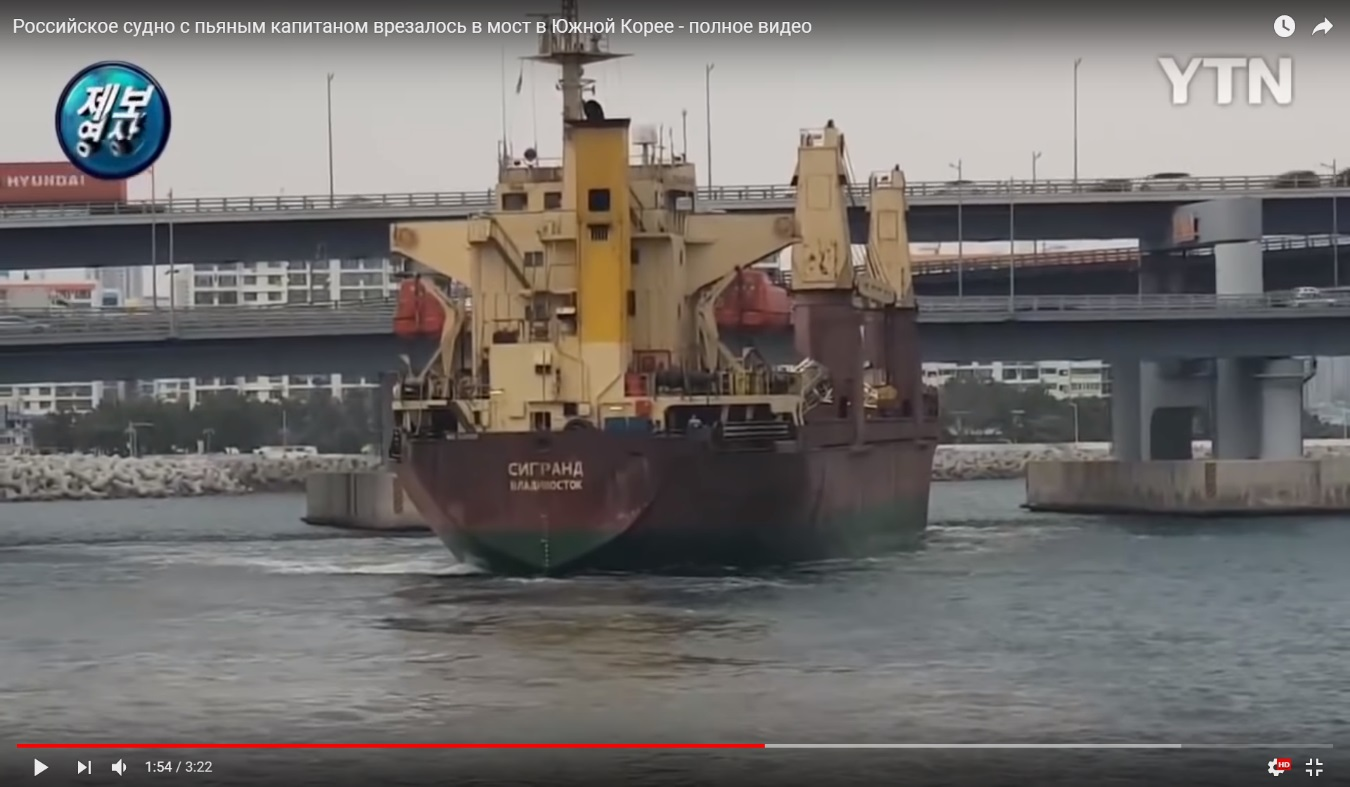 Российское судно с пьяным капитаном врезалось в мост в Южной Корее - полное видео
제보
영상
YTN
HYUNDAI
СИГРАНД
ВЛАДИВОСТОК
1:54 / 3:22
HD